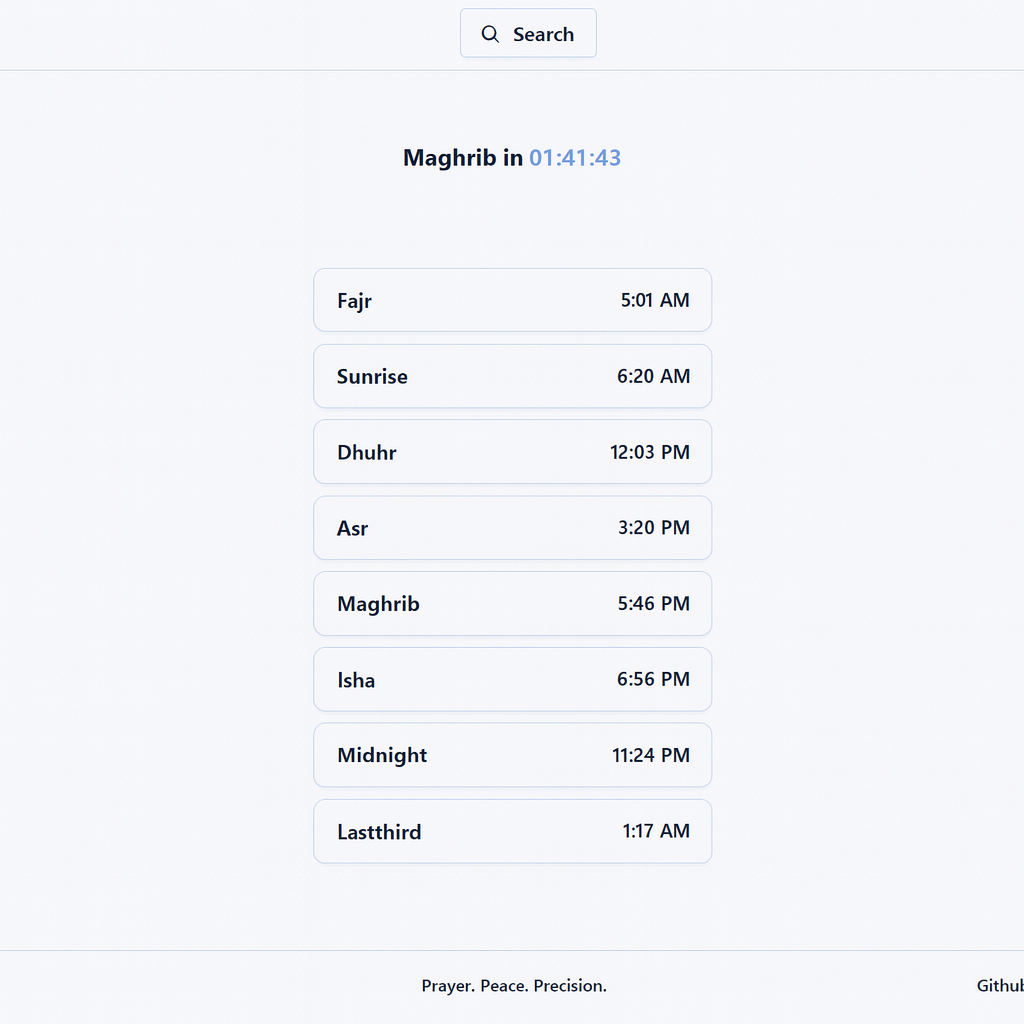 Search
Maghrib in 01:41:43
Fajr 5:01 AM
Sunrise 6:20 AM
Dhuhr 12:03 PM
Asr 3:20 PM
Maghrib 5:46 PM
Isha 6:56 PM
Midnight 11:24 PM
Lastthird 1:17 AM
Prayer. Peace. Precision. Github